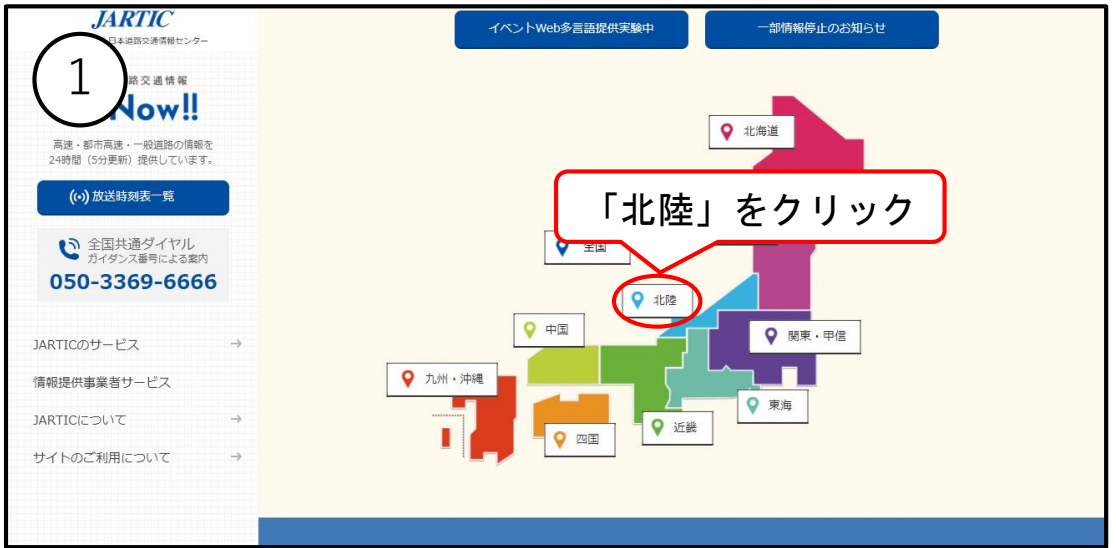 JARTIC
日本道路交通情報センター
1
路交通情報
Now!!
高速・都市高速・一般道路の情報を
24時間（5分更新）提供しています。
放送時刻表一覧
全国共通ダイヤル
ガイダンス番号による案内
050-3369-6666
JARTICのサービス
情報提供事業者サービス
JARTICについて
サイトのご利用について
イベントWeb多言語提供実験中
一部情報停止のお知らせ
北海道
「北陸」をクリック
全国
北陸
中国
関東・甲信
九州・沖縄
東海
近畿
四国